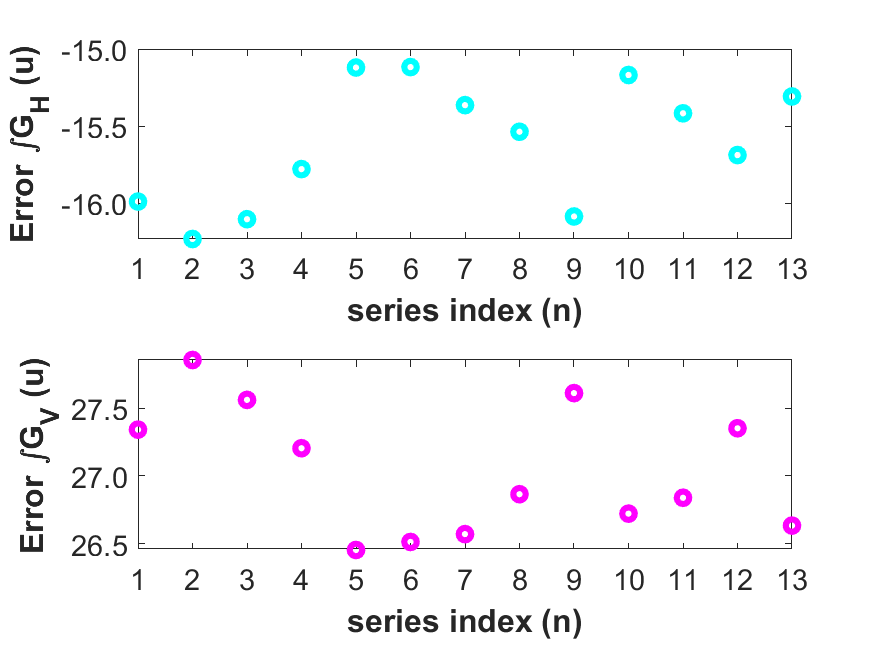 Error ∫G_H (u)
-15.0
-15.5
-16.0
1 2 3 4 5 6 7 8 9 10 11 12 13
series index (n)
Error ∫G_V (u)
27.5
27.0
26.5
1 2 3 4 5 6 7 8 9 10 11 12 13
series index (n)